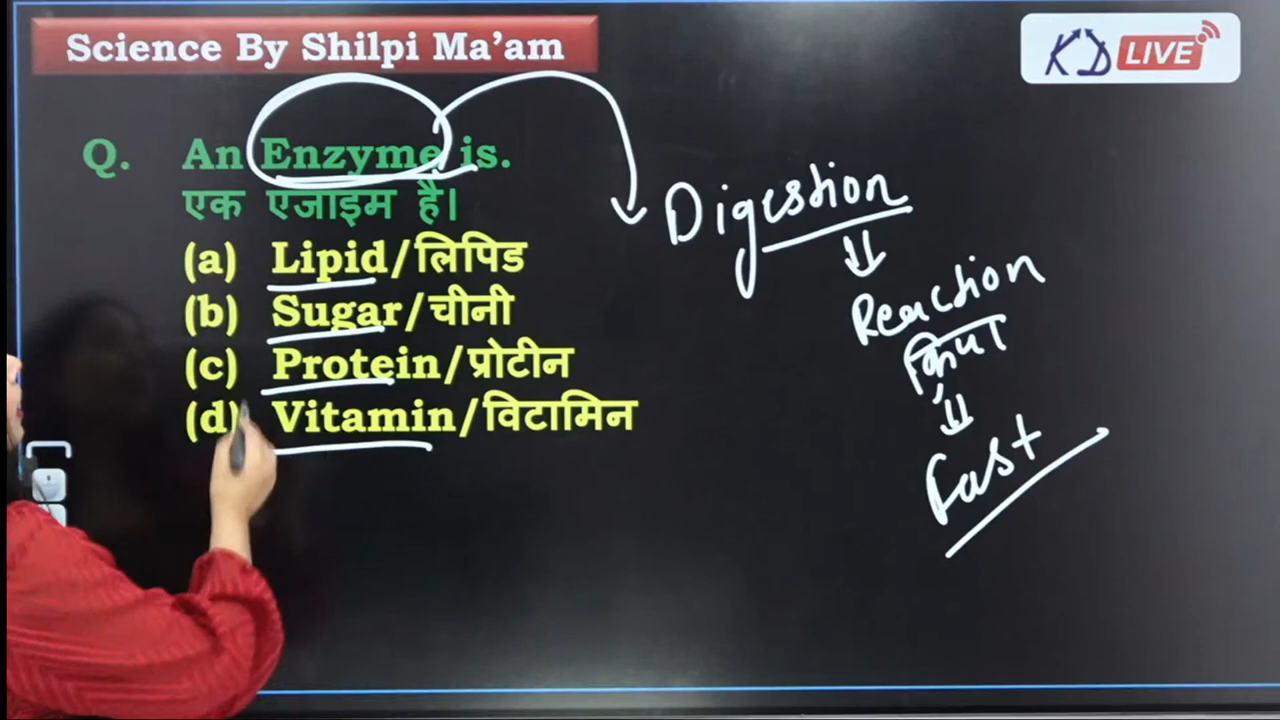 Science By Shilpi Ma'am
KD LIVE
Q. An Enzyme is.
एक एजाइम है।
(a) Lipid/लिपिड
(b) Sugar/चीनी
(c) Protein/प्रोटीन
(d) Vitamin/विटामिन
Digestion
Reaction
Fast